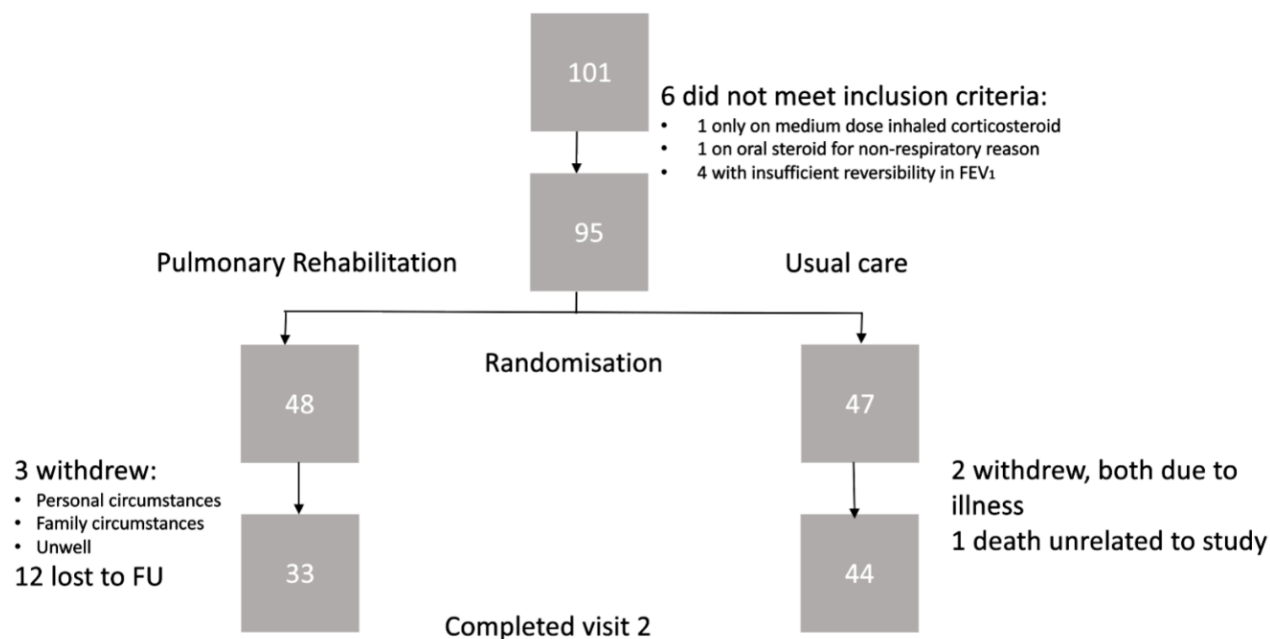 101
6 did not meet inclusion criteria:
• 1 only on medium dose inhaled corticosteroid
• 1 on oral steroid for non-respiratory reason
• 4 with insufficient reversibility in FEV₁
95
Pulmonary Rehabilitation
Usual care
Randomisation
48
47
3 withdrew:
• Personal circumstances
• Family circumstances
• Unwell
12 lost to FU
2 withdrew, both due to
illness
1 death unrelated to study
33
44
Completed visit 2